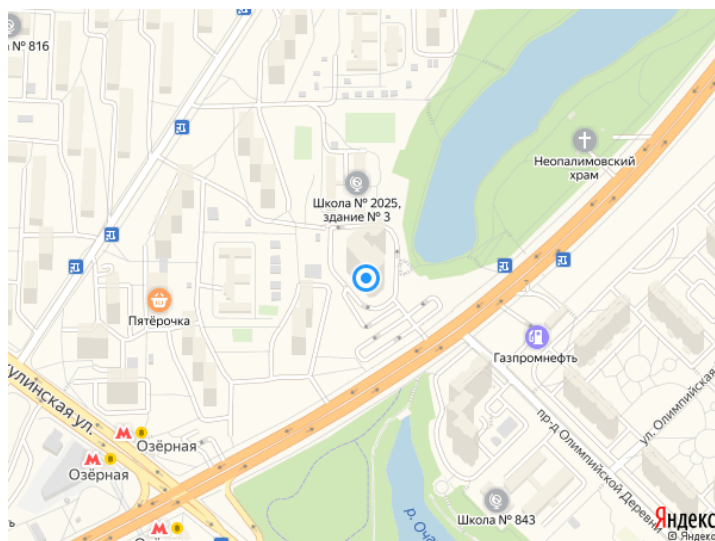 № 816
Неопалимовский
храм
Школа № 2025,
здание № 3
Пятёрочка
Газпромнефть
ул. Олимпийская
пр-д Олимпийской Деревни
Озёрная
Озёрная
Школа № 843
Яндекс
© Яндекс